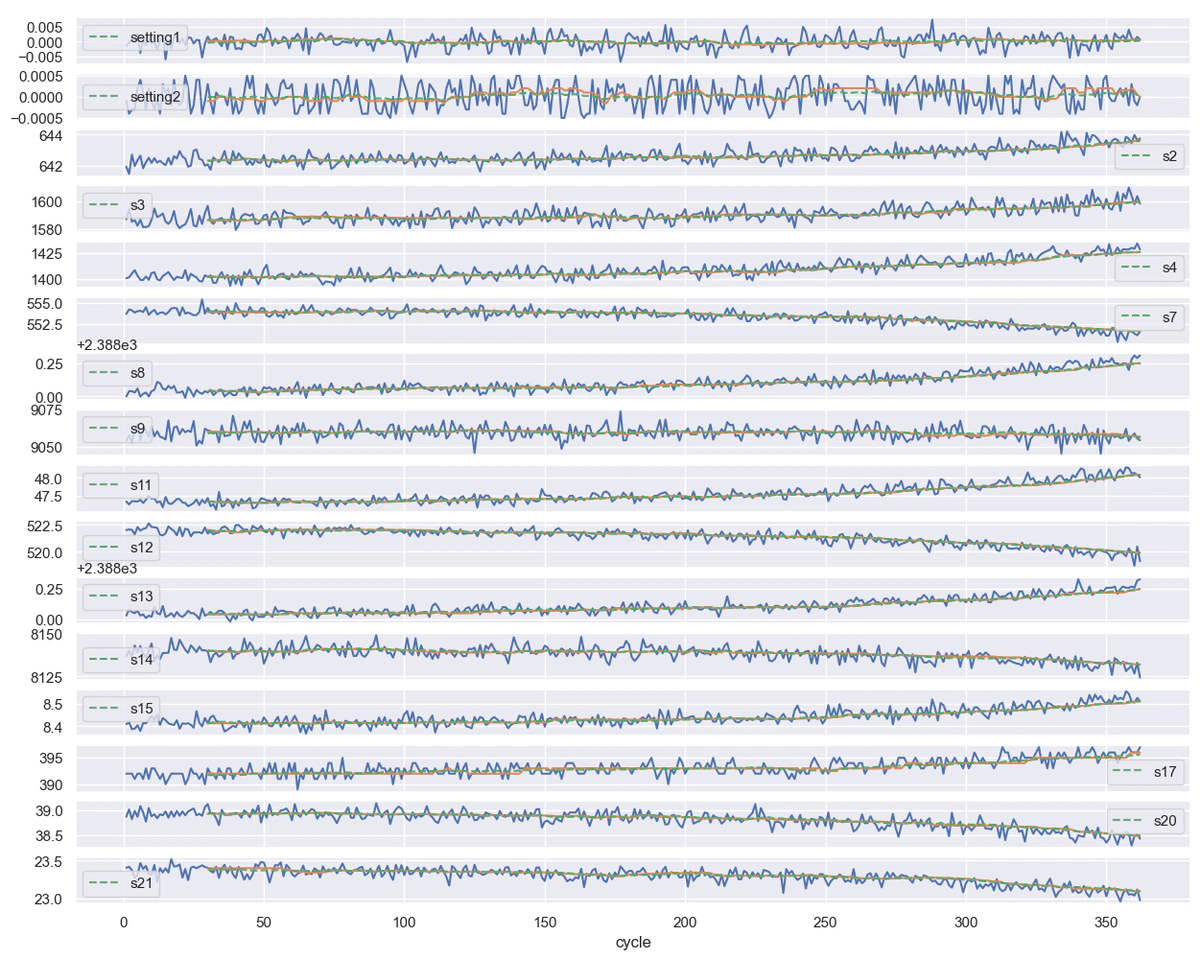 0.005
0.000
−0.005
setting1
0.0005
0.0000
−0.0005
setting2
644
642
s2
1600
1580
s3
1425
1400
s4
555.0
552.5
s7
+2.388e3
0.25
0.00
s8
9075
9050
s9
48.0
47.5
s11
522.5
520.0
s12
+2.388e3
0.25
0.00
s13
8150
8125
s14
8.5
8.4
s15
395
390
s17
39.0
38.5
s20
23.5
23.0
s21
0 50 100 150 200 250 300 350
cycle